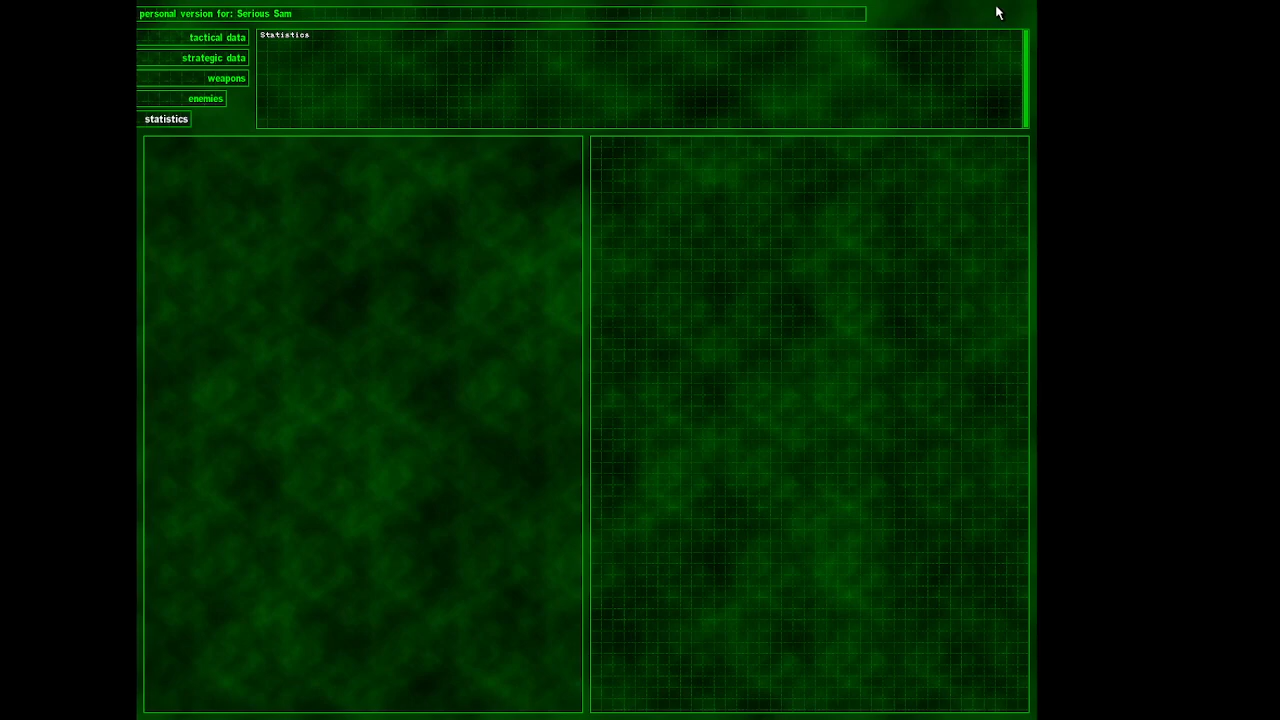 personal version for: Serious Sam
tactical data
Statistics
strategic data
weapons
enemies
statistics